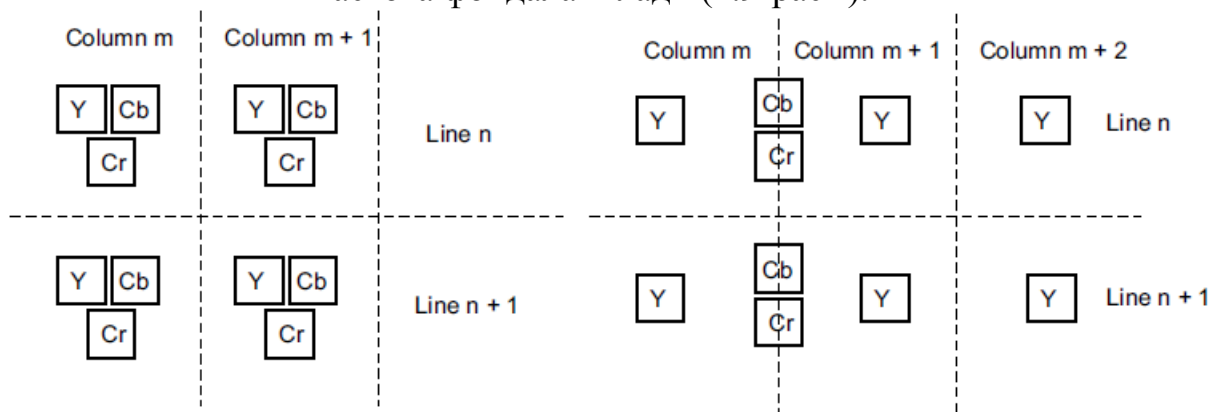 Column m Column m + 1
Y Cb Y Cb
Cr Cr
Line n
Y Cb Y Cb
Cr Cr
Line n + 1
Column m Column m + 1 Column m + 2
Y Cb Y Y Line n
Cr
Cb
Y Y Y Line n + 1
Cr